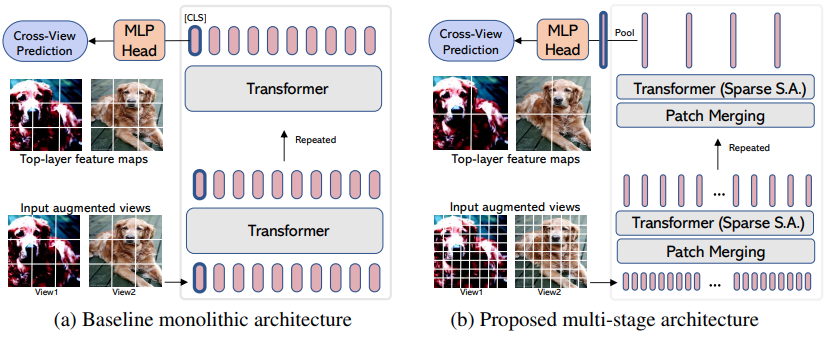 [CLS]
Cross-View
Prediction
MLP
Head
Transformer
Top-layer feature maps
Repeated
Input augmented views
Transformer
View1
View2
(a) Baseline monolithic architecture
Cross-View
Prediction
MLP
Head
Pool
Transformer (Sparse S.A.)
Patch Merging
Top-layer feature maps
Repeated
...
Input augmented views
Transformer (Sparse S.A.)
Patch Merging
...
View1
View2
(b) Proposed multi-stage architecture